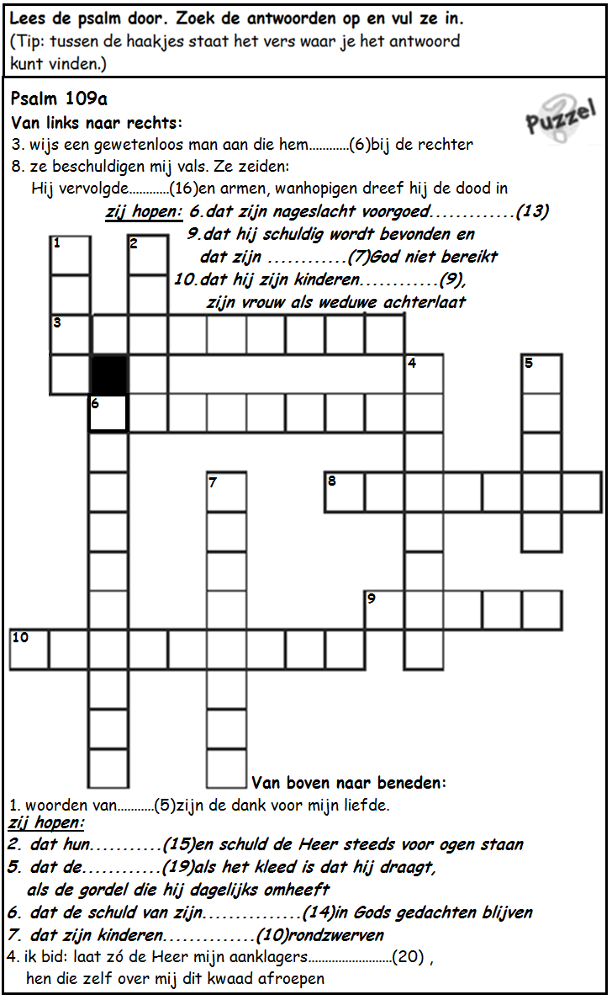 Lees de psalm door. Zoek de antwoorden op en vul ze in.
(Tip: tussen de haakjes staat het vers waar je het antwoord
kunt vinden.)
Psalm 109a
Puzzel
Van links naar rechts:
3. wijs een gewetenloos man aan die hem............(6)bij de rechter
8. ze beschuldigen mij vals. Ze zeiden:
Hij vervolgde............(16)en armen, wanhopigen dreef hij de dood in
zij hopen: 6.dat zijn nageslacht voorgoed.............(13)
9.dat hij schuldig wordt bevonden en
dat zijn ............(7)God niet bereikt
10.dat hij zijn kinderen............(9),
zijn vrouw als weduwe achterlaat
1 2
3
4 5
6
7 8
9
10
Van boven naar beneden:
1. woorden van...........(5)zijn de dank voor mijn liefde.
zij hopen:
2. dat hun...........(15)en schuld de Heer steeds voor ogen staan
5. dat de............(19)als het kleed is dat hij draagt,
als de gordel die hij dagelijks omheeft
6. dat de schuld van zijn...............(14)in Gods gedachten blijven
7. dat zijn kinderen..............(10)rondzwerven
4. ik bid: laat zó de Heer mijn aanklagers.........................(20) ,
hen die zelf over mij dit kwaad afroepen